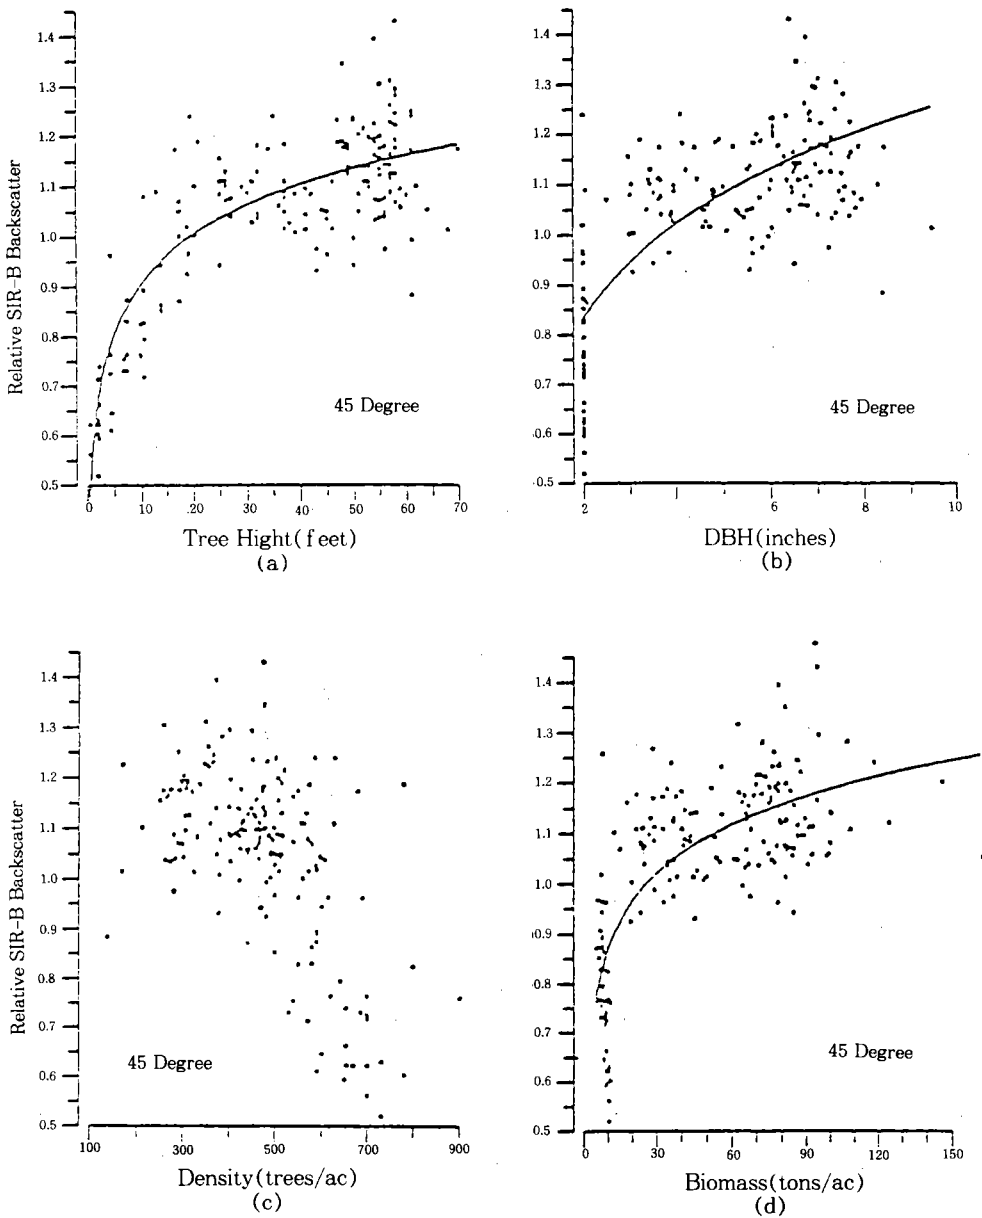 1.4
1.3
1.2
1.1
1.0
0.9
0.8
0.7
0.6
0.5
Relative SIR-B Backscatter
45 Degree
0 10 20 30 40 50 60 70
Tree Hight(feet)
(a)
1.4
1.3
1.2
1.1
1.0
0.9
0.8
0.7
0.6
0.5
45 Degree
2 4 6 8 10
DBH(inches)
(b)
1.4
1.3
1.2
1.1
1.0
0.9
0.8
0.7
0.6
0.5
Relative SIR-B Backscatter
45 Degree
100 300 500 700 900
Density(trees/ac)
(c)
1.4
1.3
1.2
1.1
1.0
0.9
0.8
0.7
0.6
0.5
45 Degree
0 30 60 90 120 150
Biomass(tons/ac)
(d)